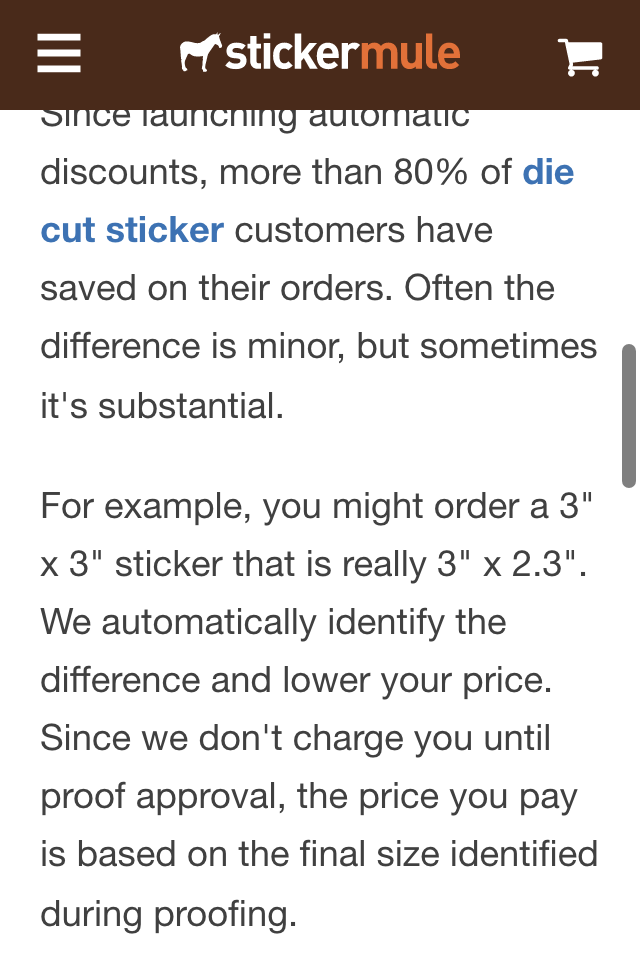 stickermule
Since launching automatic
discounts, more than 80% of die
cut sticker customers have
saved on their orders. Often the
difference is minor, but sometimes
it's substantial.
For example, you might order a 3"
x 3" sticker that is really 3" x 2.3".
We automatically identify the
difference and lower your price.
Since we don't charge you until
proof approval, the price you pay
is based on the final size identified
during proofing.